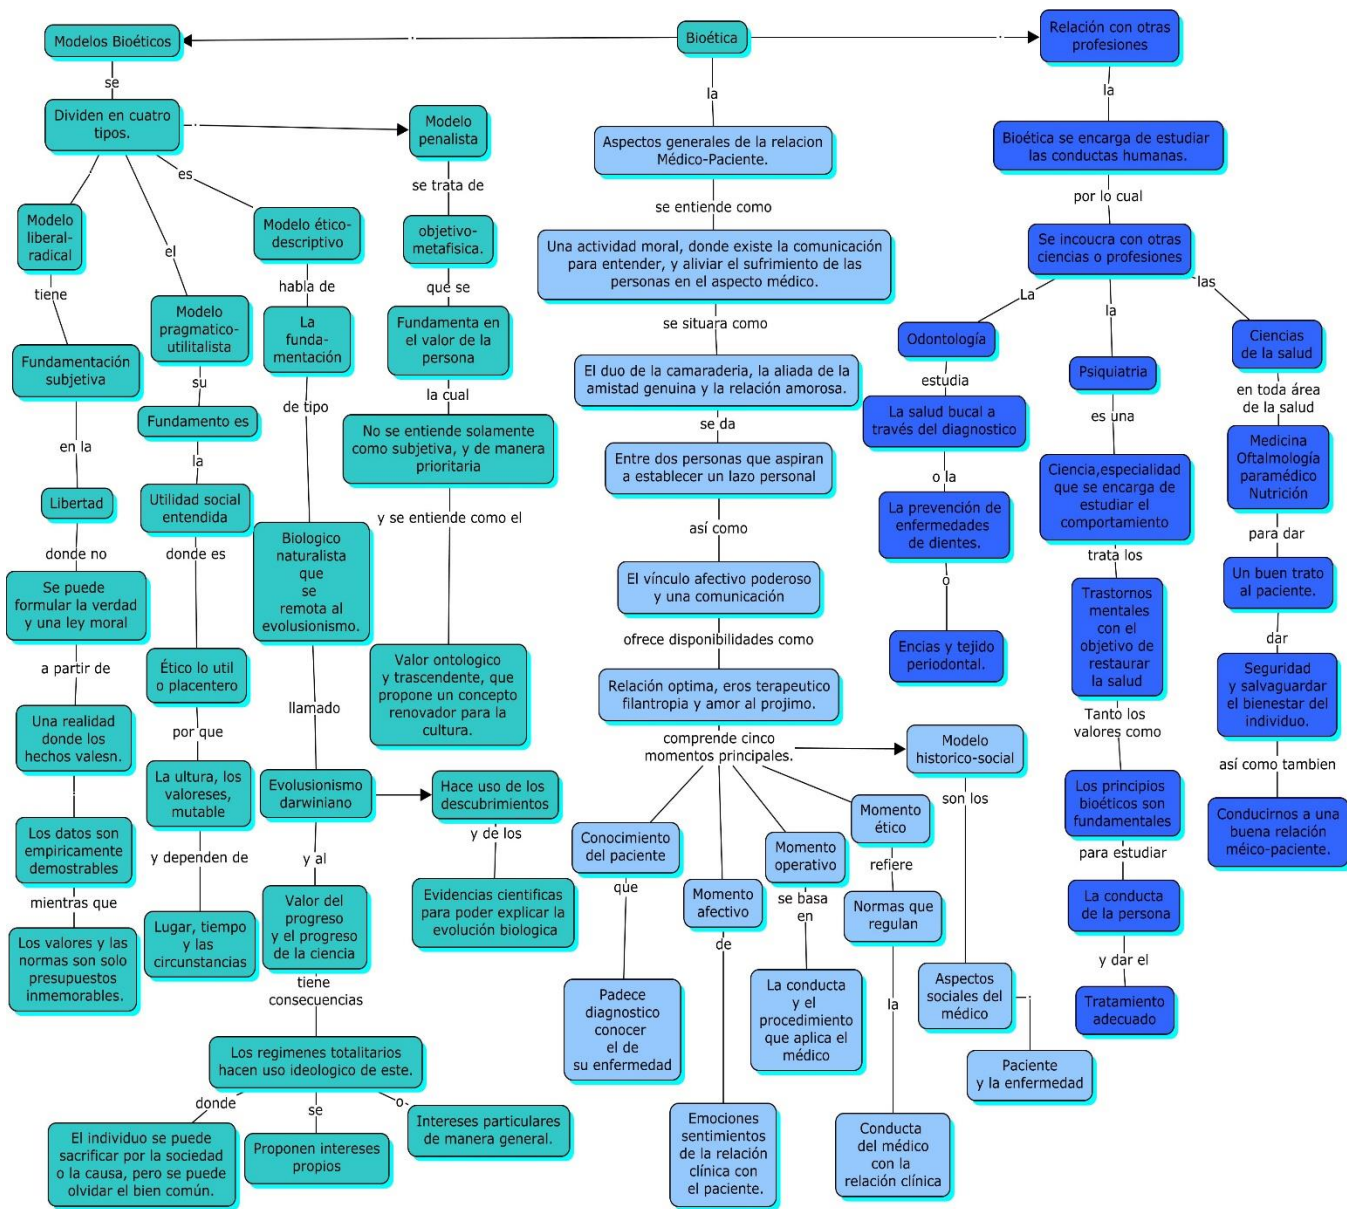 Modelos Bioéticos
se
Dividen en cuatro
tipos.
Modelo
liberal-
radical
tiene
Fundamentación
subjetiva
en la
Libertad
donde no
Se puede
formular la verdad
y una ley moral
a partir de
Una realidad
donde los
hechos valesn.
Los datos son
empiricamente
demostrables
mientras que
Los valores y las
normas son solo
presupuestos
inmemorables.
el
Modelo
pragmatico-
utilitalista
su
Fundamento es
la
Utilidad social
entendida
donde es
Ético lo util
o placentero
por que
La ultura, los
valoreses,
mutable
y dependen de
Lugar, tiempo
y las
circunstancias
es
Modelo ético-
descriptivo
habla de
La
funda-
mentación
de tipo
Biologico
naturalista
que
se
remota al
evolusionismo.
llamado
Evolusionismo
darwiniano
Hace uso de los
descubrimientos
y de los
Evidencias cientificas
para poder explicar la
evolución biologica
y al
Valor del
progreso
y el progreso
de la ciencia
tiene
consecuencias
Los regimenes totalitarios
hacen uso ideologico de este.
donde
El individuo se puede
sacrificar por la sociedad
o la causa, pero se puede
olvidar el bien común.
se
Proponen intereses
propios
o
Intereses particulares
de manera general.
Modelo
penalista
se trata de
objetivo-
metafisica.
que se
Fundamenta en
el valor de la
persona
la cual
No se entiende solamente
como subjetiva, y de manera
prioritaria
y se entiende como el
Valor ontologico
y trascendente, que
propone un concepto
renovador para la
cultura.
Bioética
la
Aspectos generales de la relacion
Médico-Paciente.
se entiende como
Una actividad moral, donde existe la comunicación
para entender, y aliviar el sufrimiento de las
personas en el aspecto médico.
se situara como
El duo de la camaraderia, la aliada de la
amistad genuina y la relación amorosa.
se da
Entre dos personas que aspiran
a establecer un lazo personal
así como
El vínculo afectivo poderoso
y una comunicación
ofrece disponibilidades como
Relación optima, eros terapeutico
filantropia y amor al projimo.
comprende cinco
momentos principales.
Conocimiento
del paciente
que
Padece
diagnostico
conocer
el de
su enfermedad
Momento
afectivo
de
Emociones
sentimientos
de la relación
clínica con
el paciente.
Momento
operativo
se basa
en
La conducta
y el
procedimiento
que aplica el
médico
Momento
ético
refiere
Normas que
regulan
la
Conducta
del médico
con la
relación clínica
Modelo
historico-social
son los
Aspectos
sociales del
médico
Paciente
y la enfermedad
Relación con otras
profesiones
la
Bioética se encarga de estudiar
las conductas humanas.
por lo cual
Se incoucra con otras
ciencias o profesiones
La
Odontología
estudia
La salud bucal a
través del diagnostico
o la
La prevención de
enfermedades
de dientes.
o
Encias y tejido
periodontal.
la
Psiquiatria
es una
Ciencia,especialidad
que se encarga de
estudiar el
comportamiento
trata los
Trastornos
mentales
con el
objetivo de
restaurar
la salud
Tanto los
valores como
Los principios
bioéticos son
fundamentales
para estudiar
La conducta
de la persona
y dar el
Tratamiento
adecuado
las
Ciencias
de la salud
en toda área
de la salud
Medicina
Oftalmología
paramédico
Nutrición
para dar
Un buen trato
al paciente.
dar
Seguridad
y salvaguardar
el bienestar del
individuo.
así como tambien
Conducirnos a una
buena relación
méico-paciente.